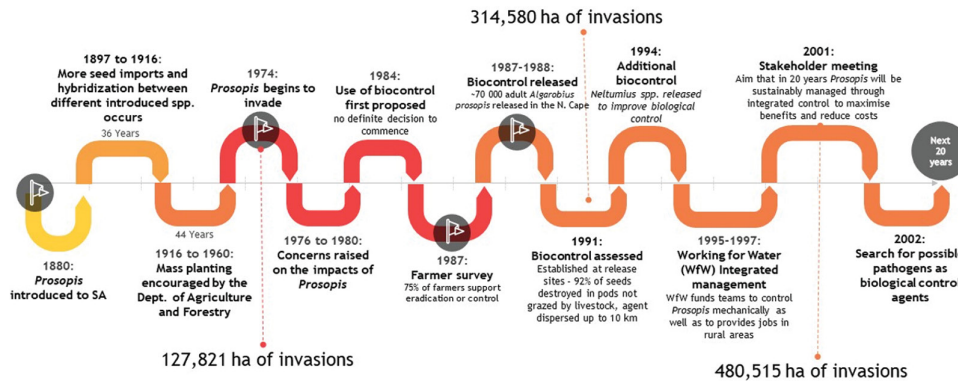 314,580 ha of invasions
1897 to 1916:
More seed imports and
hybridization between
different introduced spp.
occurs
36 Years
1974:
Prosopis begins to
invade
1984:
Use of biocontrol
first proposed
no definite decision to
commence
1987-1988:
Biocontrol released
~70 000 adult Algarobius
prosopis released in the N. Cape
1994:
Additional
biocontrol
Neltumius spp. released
to improve biological
control
2001:
Stakeholder meeting
Aim that in 20 years Prosopis will be
sustainably managed through
integrated control to maximise
benefits and reduce costs
Next
20
years
1880:
Prosopis
introduced to SA
44 Years
1916 to 1960:
Mass planting
encouraged by the
Dept. of Agriculture
and Forestry
1976 to 1980:
Concerns raised
on the impacts of
Prosopis
1987:
Farmer survey
75% of farmers support
eradication or control
1991:
Biocontrol assessed
Established at release
sites - 92% of seeds
destroyed in pods not
grazed by livestock, agent
dispersed up to 10 km
1995-1997:
Working for Water
(WfW) Integrated
management
WfW funds teams to control
Prosopis mechanically as
well as to provides jobs in
rural areas
2002:
Search for possible
pathogens as
biological control
agents
127,821 ha of invasions
480,515 ha of invasions